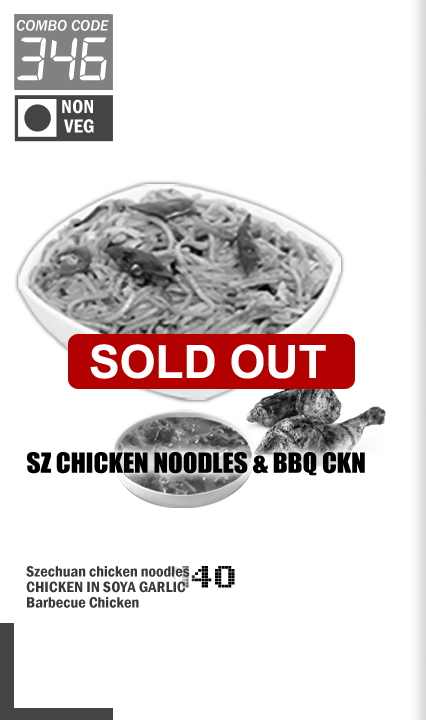 COMBO CODE
346
NON
VEG
SOLD OUT
SZ CHICKEN NOODLES & BBQ CKN
Szechuan chicken noodles
CHICKEN IN SOYA GARLIC
Barbecue Chicken